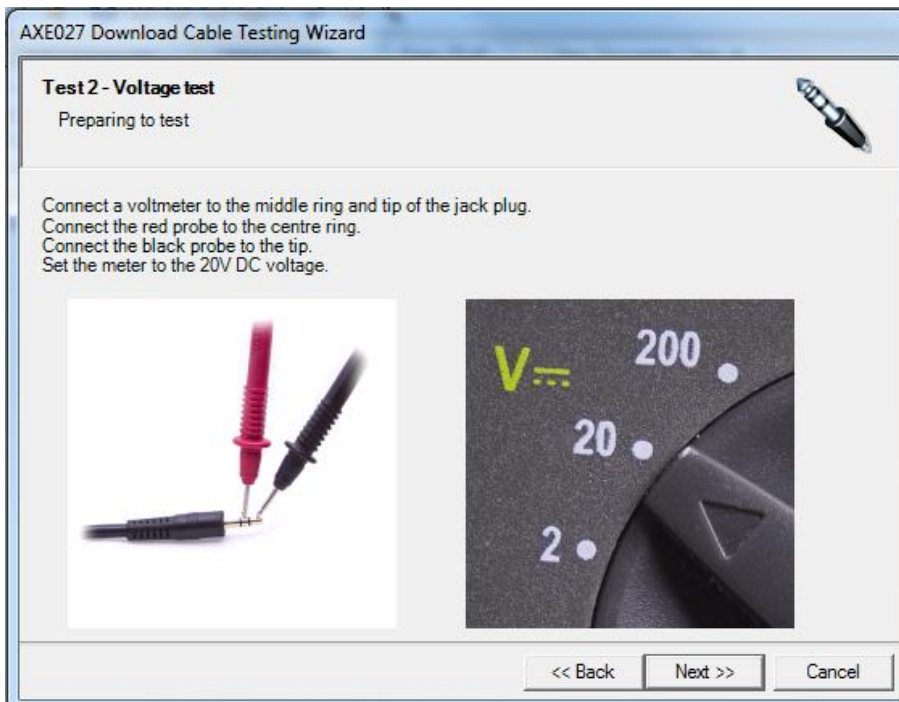 AXE027 Download Cable Testing Wizard
Test 2 - Voltage test
Preparing to test
Connect a voltmeter to the middle ring and tip of the jack plug.
Connect the red probe to the centre ring.
Connect the black probe to the tip.
Set the meter to the 20V DC voltage.
V
200
20
2
<< Back
Next >>
Cancel